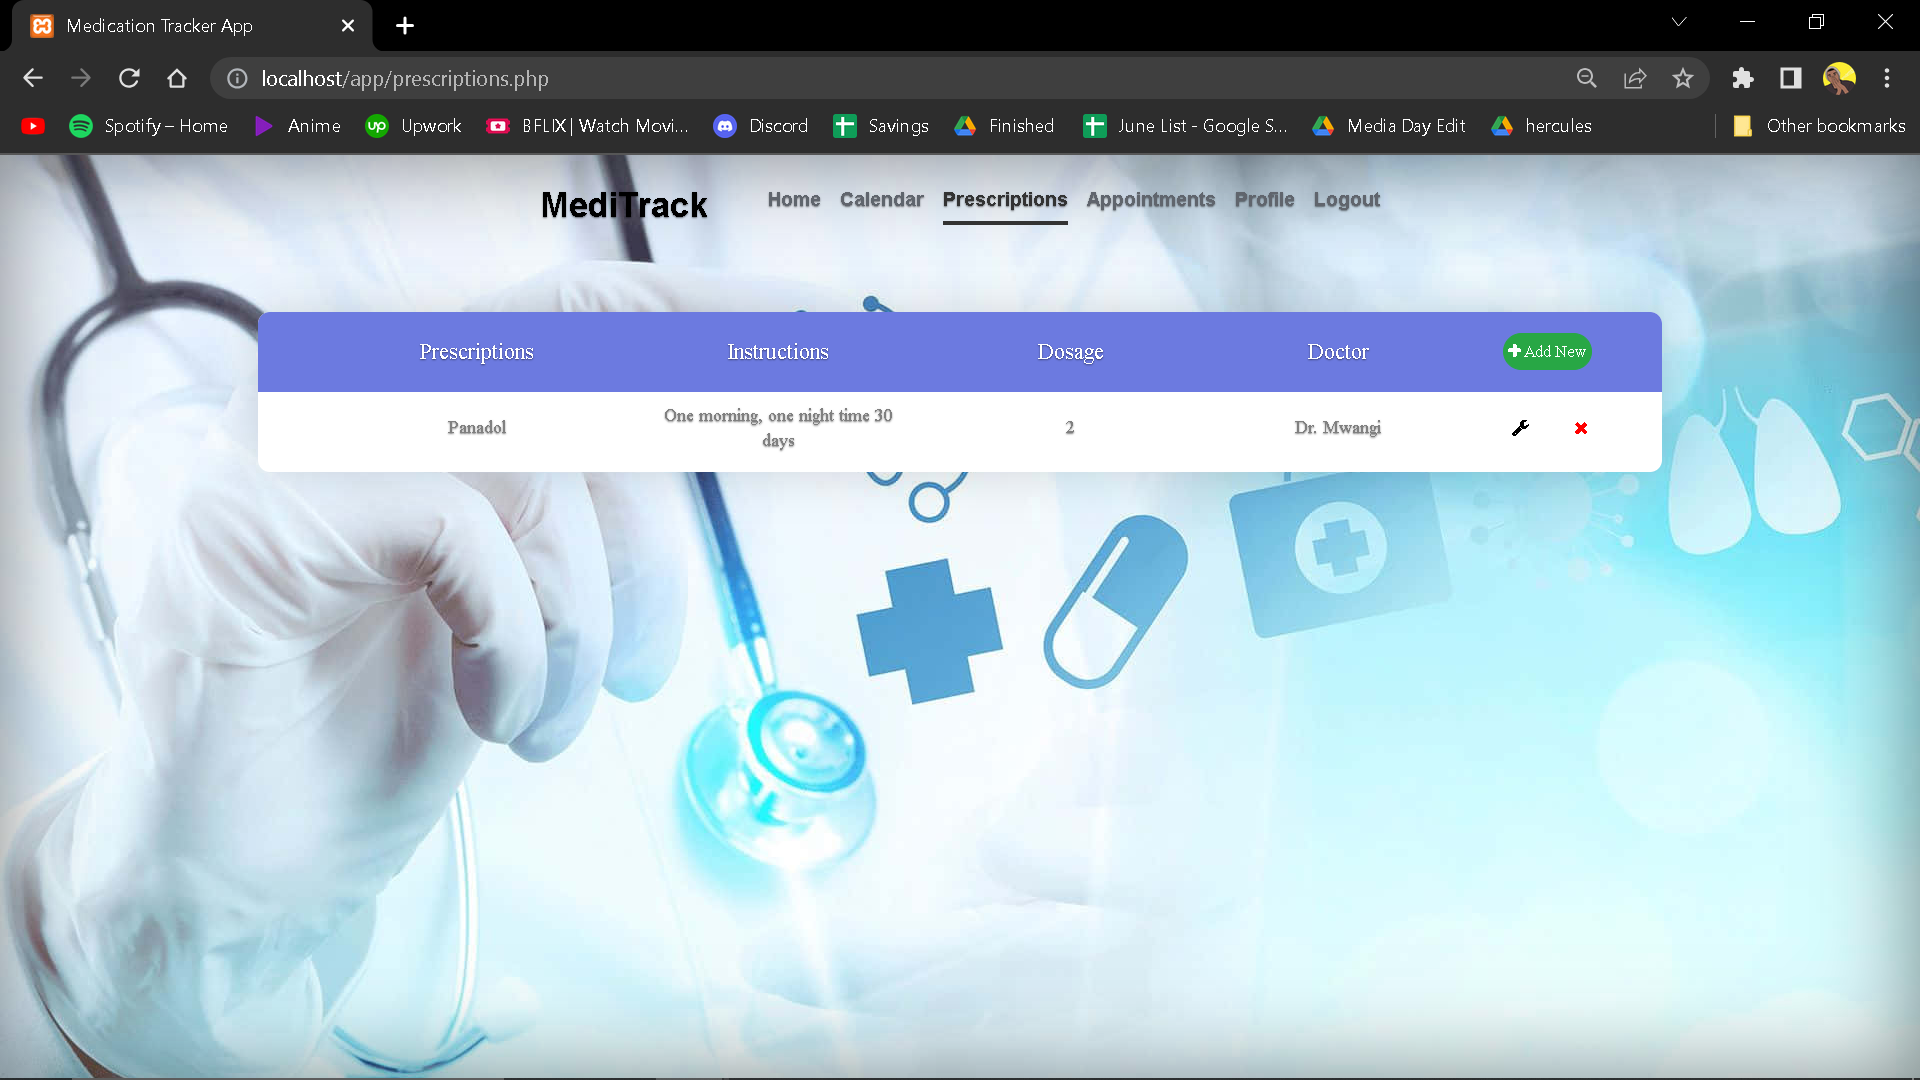 Medication Tracker App
localhost/app/prescriptions.php
Spotify – Home Anime up Upwork BFLIX | Watch Movi... Discord Savings Finished June List - Google S... Media Day Edit hercules Other bookmarks
MediTrack Home Calendar Prescriptions Appointments Profile Logout
Prescriptions Instructions Dosage Doctor Add New
Panadol One morning, one night time 30 2 Dr. Mwangi
days